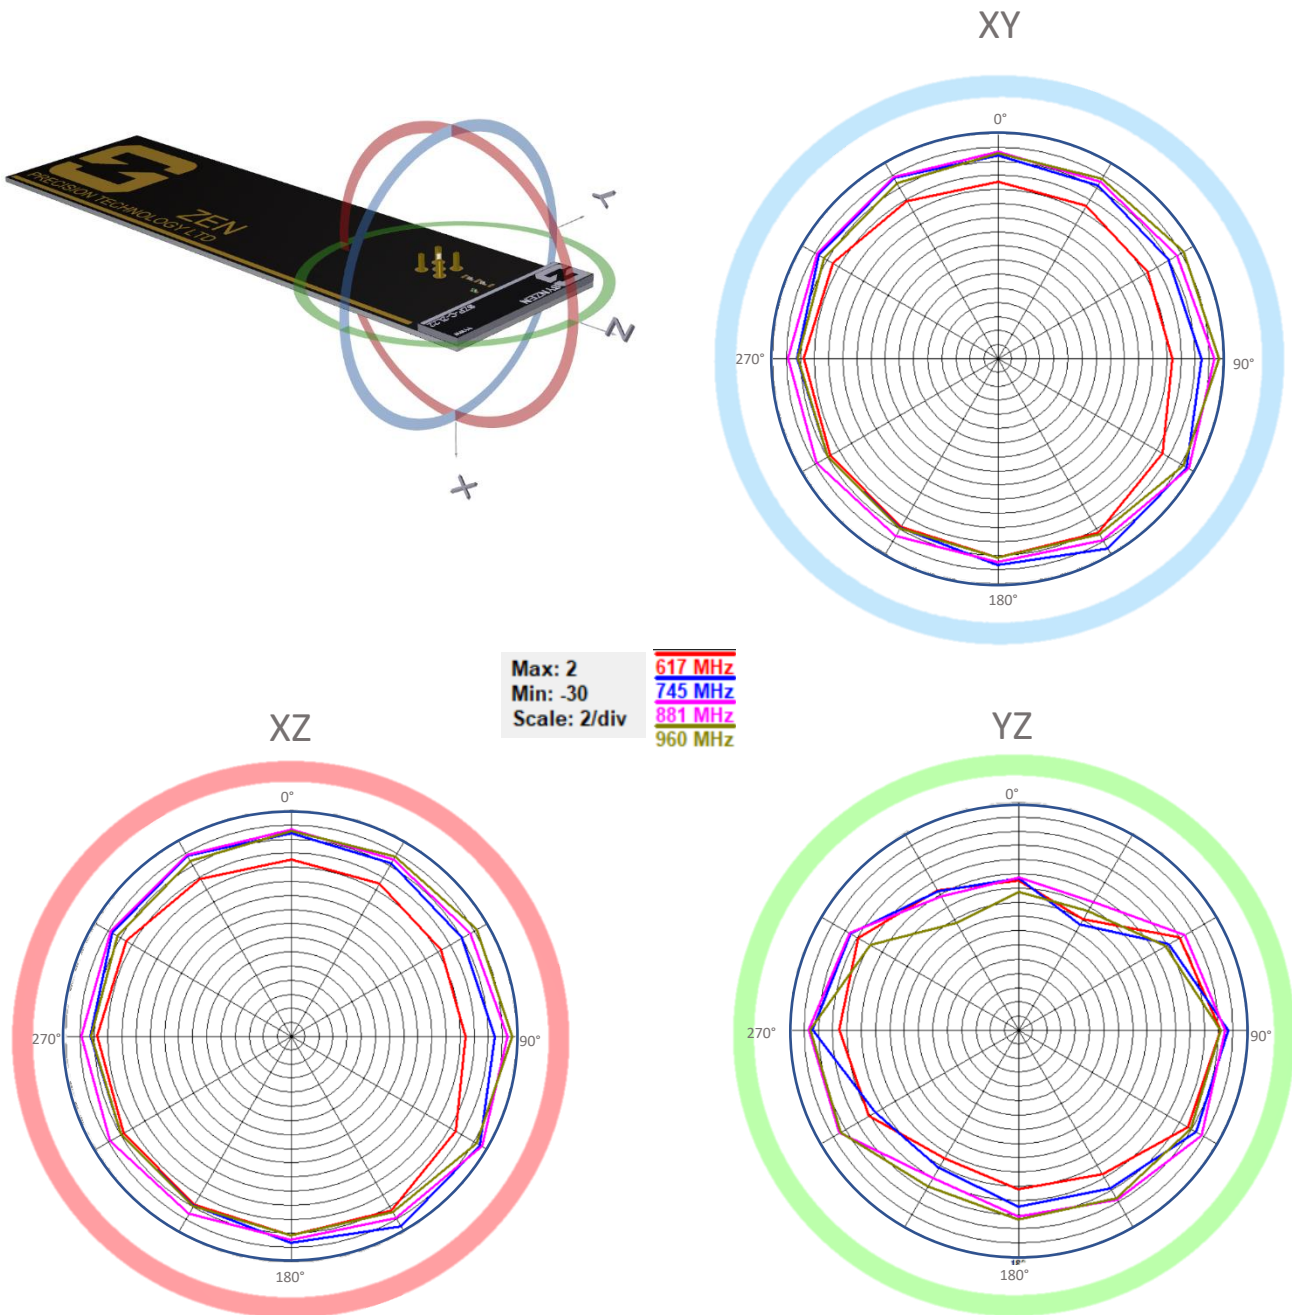 XY
PRECISION TECHNOLOGY LTD
ZEN
Y
Z
X
0°
270°
90°
180°
Max: 2
Min: -30
Scale: 2/div
617 MHz
745 MHz
881 MHz
960 MHz
XZ
0°
270°
90°
180°
YZ
0°
270°
90°
180°